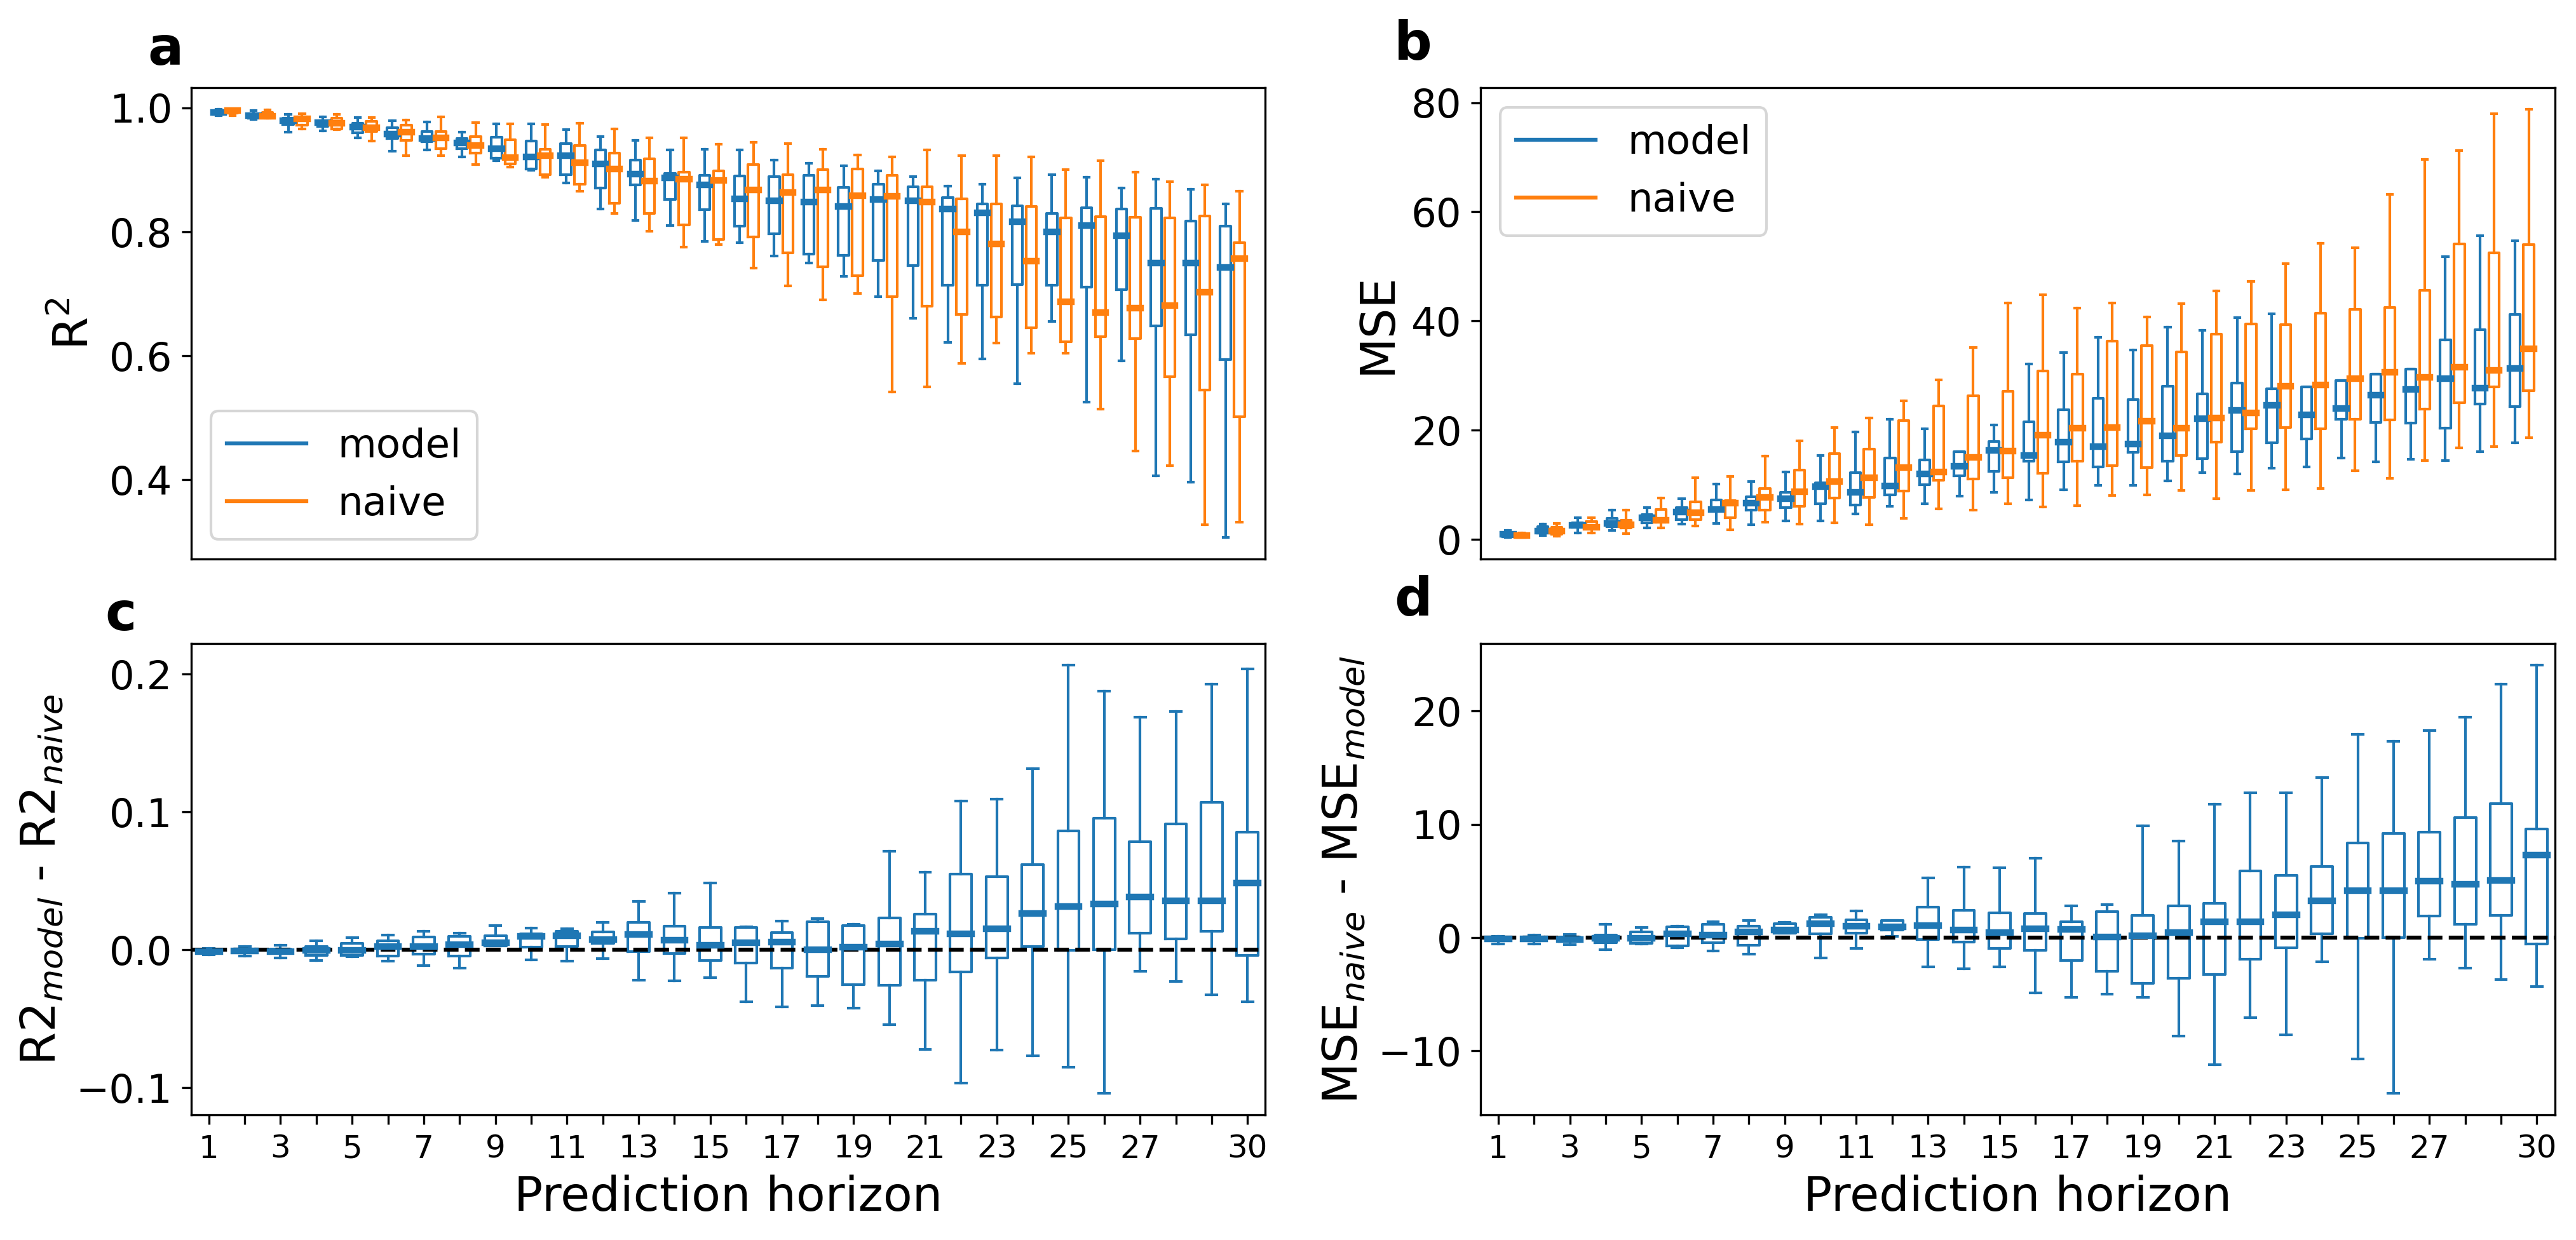 a
1.0
0.8
0.6
0.4
R²
model
naive
b
80
60
40
20
0
MSE
model
naive
c
0.2
0.1
0.0
−0.1
R2model - R2naive
1 3 5 7 9 11 13 15 17 19 21 23 25 27 30
Prediction horizon
d
20
10
0
−10
MSEnaive - MSEmodel
1 3 5 7 9 11 13 15 17 19 21 23 25 27 30
Prediction horizon